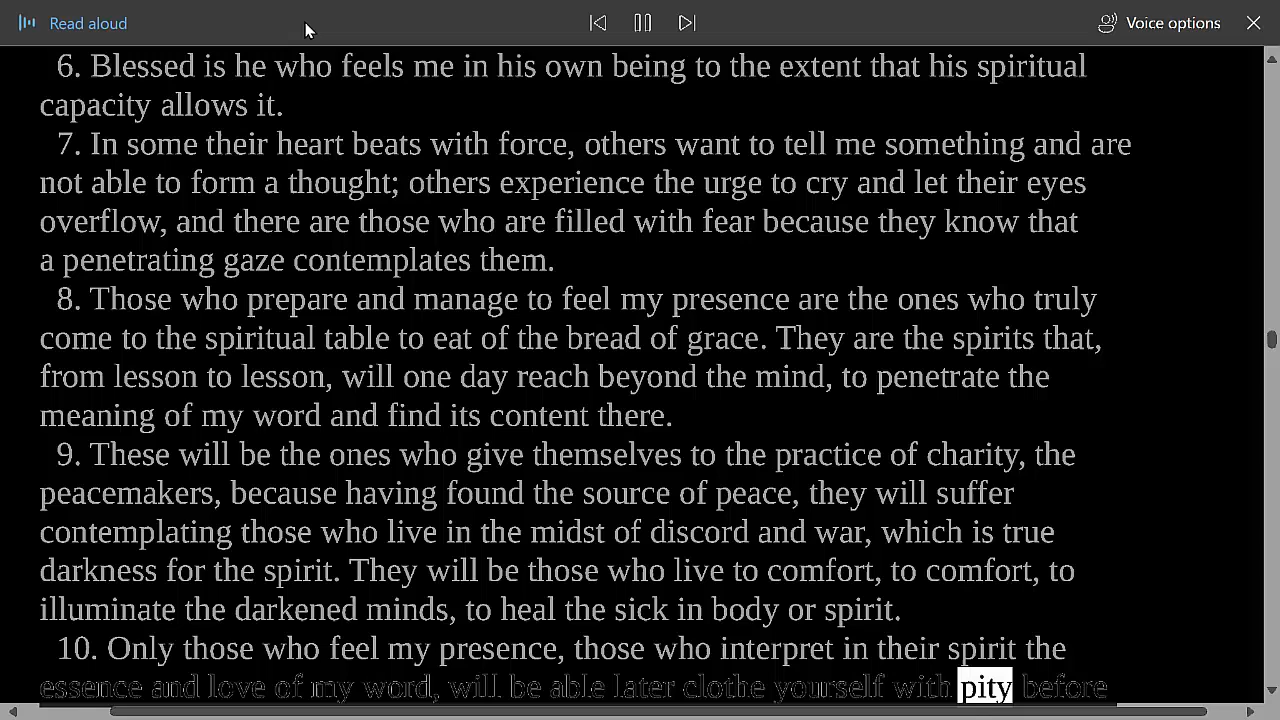 Read aloud
Voice options
6. Blessed is he who feels me in his own being to the extent that his spiritual
capacity allows it.
7. In some their heart beats with force, others want to tell me something and are
not able to form a thought; others experience the urge to cry and let their eyes
overflow, and there are those who are filled with fear because they know that
a penetrating gaze contemplates them.
8. Those who prepare and manage to feel my presence are the ones who truly
come to the spiritual table to eat of the bread of grace. They are the spirits that,
from lesson to lesson, will one day reach beyond the mind, to penetrate the
meaning of my word and find its content there.
9. These will be the ones who give themselves to the practice of charity, the
peacemakers, because having found the source of peace, they will suffer
contemplating those who live in the midst of discord and war, which is true
darkness for the spirit. They will be those who live to comfort, to comfort, to
illuminate the darkened minds, to heal the sick in body or spirit.
10. Only those who feel my presence, those who interpret in their spirit the
essence and love of my word, will be able later clothe yourself with pity before